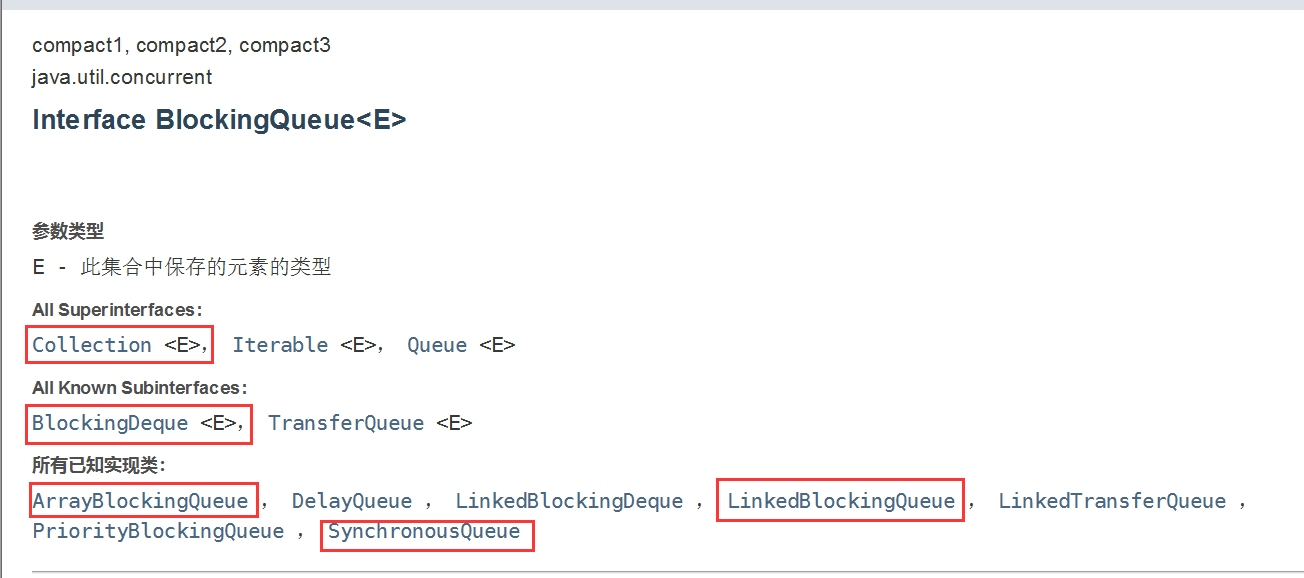 compact1, compact2, compact3
java.util.concurrent
Interface BlockingQueue<E>
参数类型
E - 此集合中保存的元素的类型
All Superinterfaces:
Collection <E>， Iterable <E>， Queue <E>
All Known Subinterfaces:
BlockingDeque <E>， TransferQueue <E>
所有已知实现类：
ArrayBlockingQueue ， DelayQueue ， LinkedBlockingDeque ， LinkedBlockingQueue ， LinkedTransferQueue ，
PriorityBlockingQueue ， SynchronousQueue